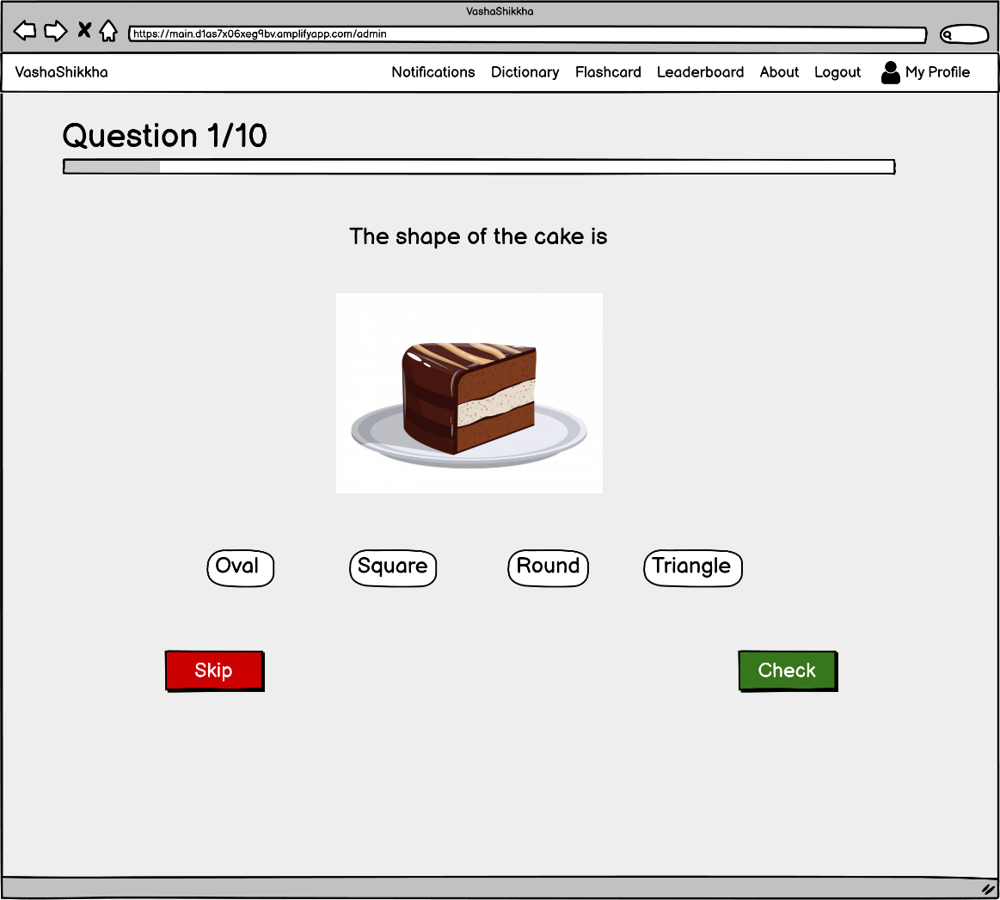 VashaShikkha
https://main.d1as7x06xeg9bv.amplifyapp.com/admin
VashaShikkha Notifications Dictionary Flashcard Leaderboard About Logout My Profile
Question 1/10
The shape of the cake is
Oval Square Round Triangle
Skip Check